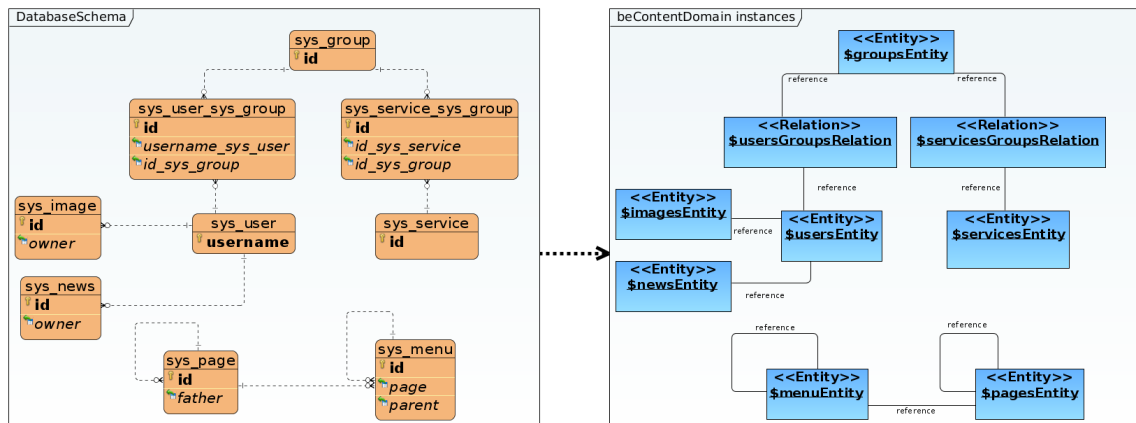 DatabaseSchema
sys_group
id
sys_user_sys_group
id
username_sys_user
id_sys_group
sys_service_sys_group
id
id_sys_service
id_sys_group
sys_image
id
owner
sys_user
username
sys_service
id
sys_news
id
owner
sys_page
id
father
sys_menu
id
page
parent
beContentDomain instances
<<Entity>>
$groupsEntity
reference
reference
<<Relation>>
$usersGroupsRelation
<<Relation>>
$servicesGroupsRelation
reference
reference
<<Entity>>
$imagesEntity
reference
<<Entity>>
$usersEntity
<<Entity>>
$servicesEntity
<<Entity>>
$newsEntity
reference
reference
reference
<<Entity>>
$menuEntity
reference
<<Entity>>
$pagesEntity